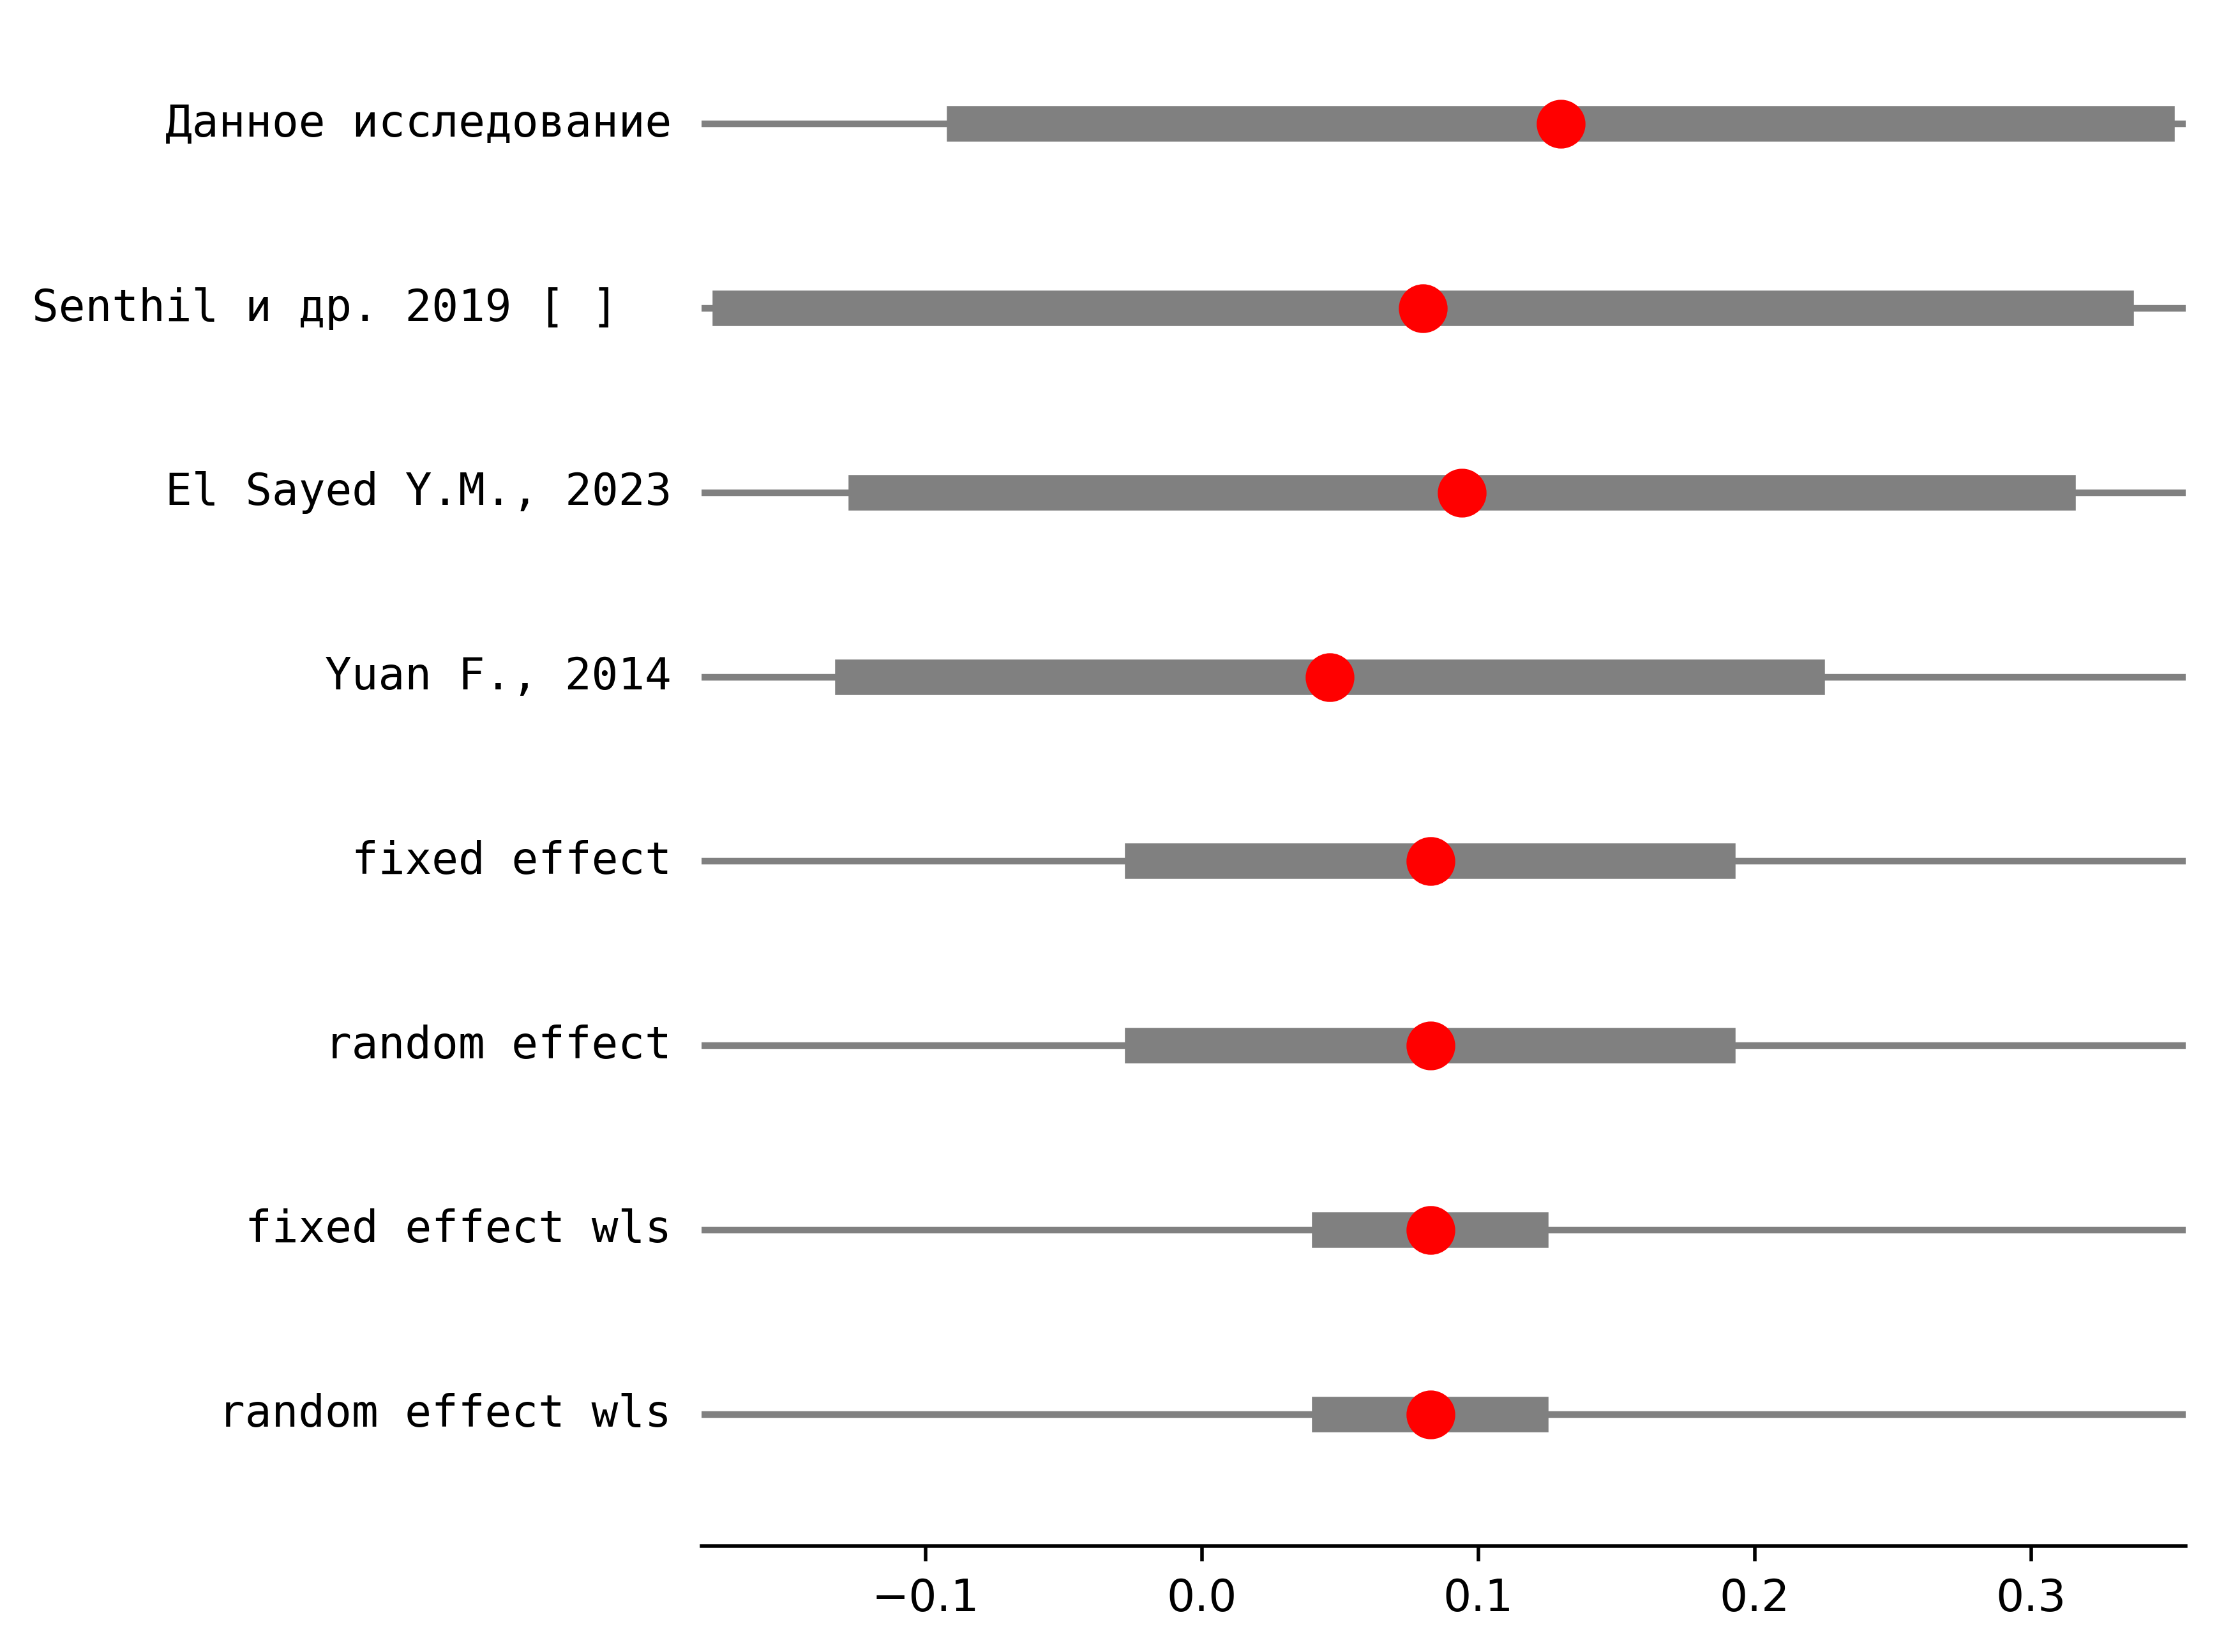 Данное исследование
Senthil и др. 2019 [ ]
El Sayed Y.M., 2023
Yuan F., 2014
fixed effect
random effect
fixed effect wls
random effect wls
−0.1 0.0 0.1 0.2 0.3